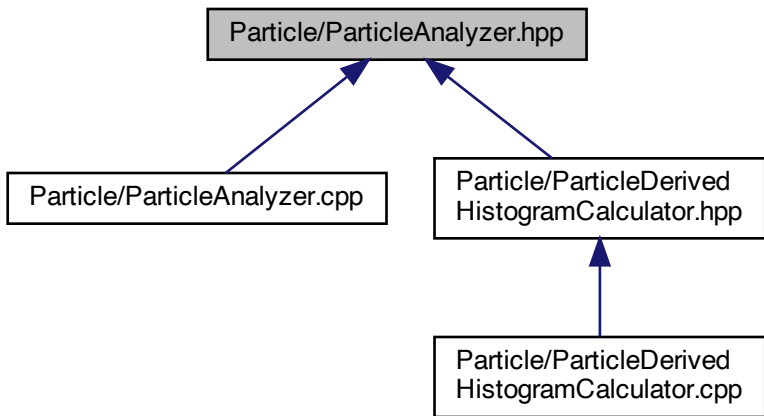 Particle/ParticleAnalyzer.hpp
Particle/ParticleAnalyzer.cpp
Particle/ParticleDerived
HistogramCalculator.hpp
Particle/ParticleDerived
HistogramCalculator.cpp